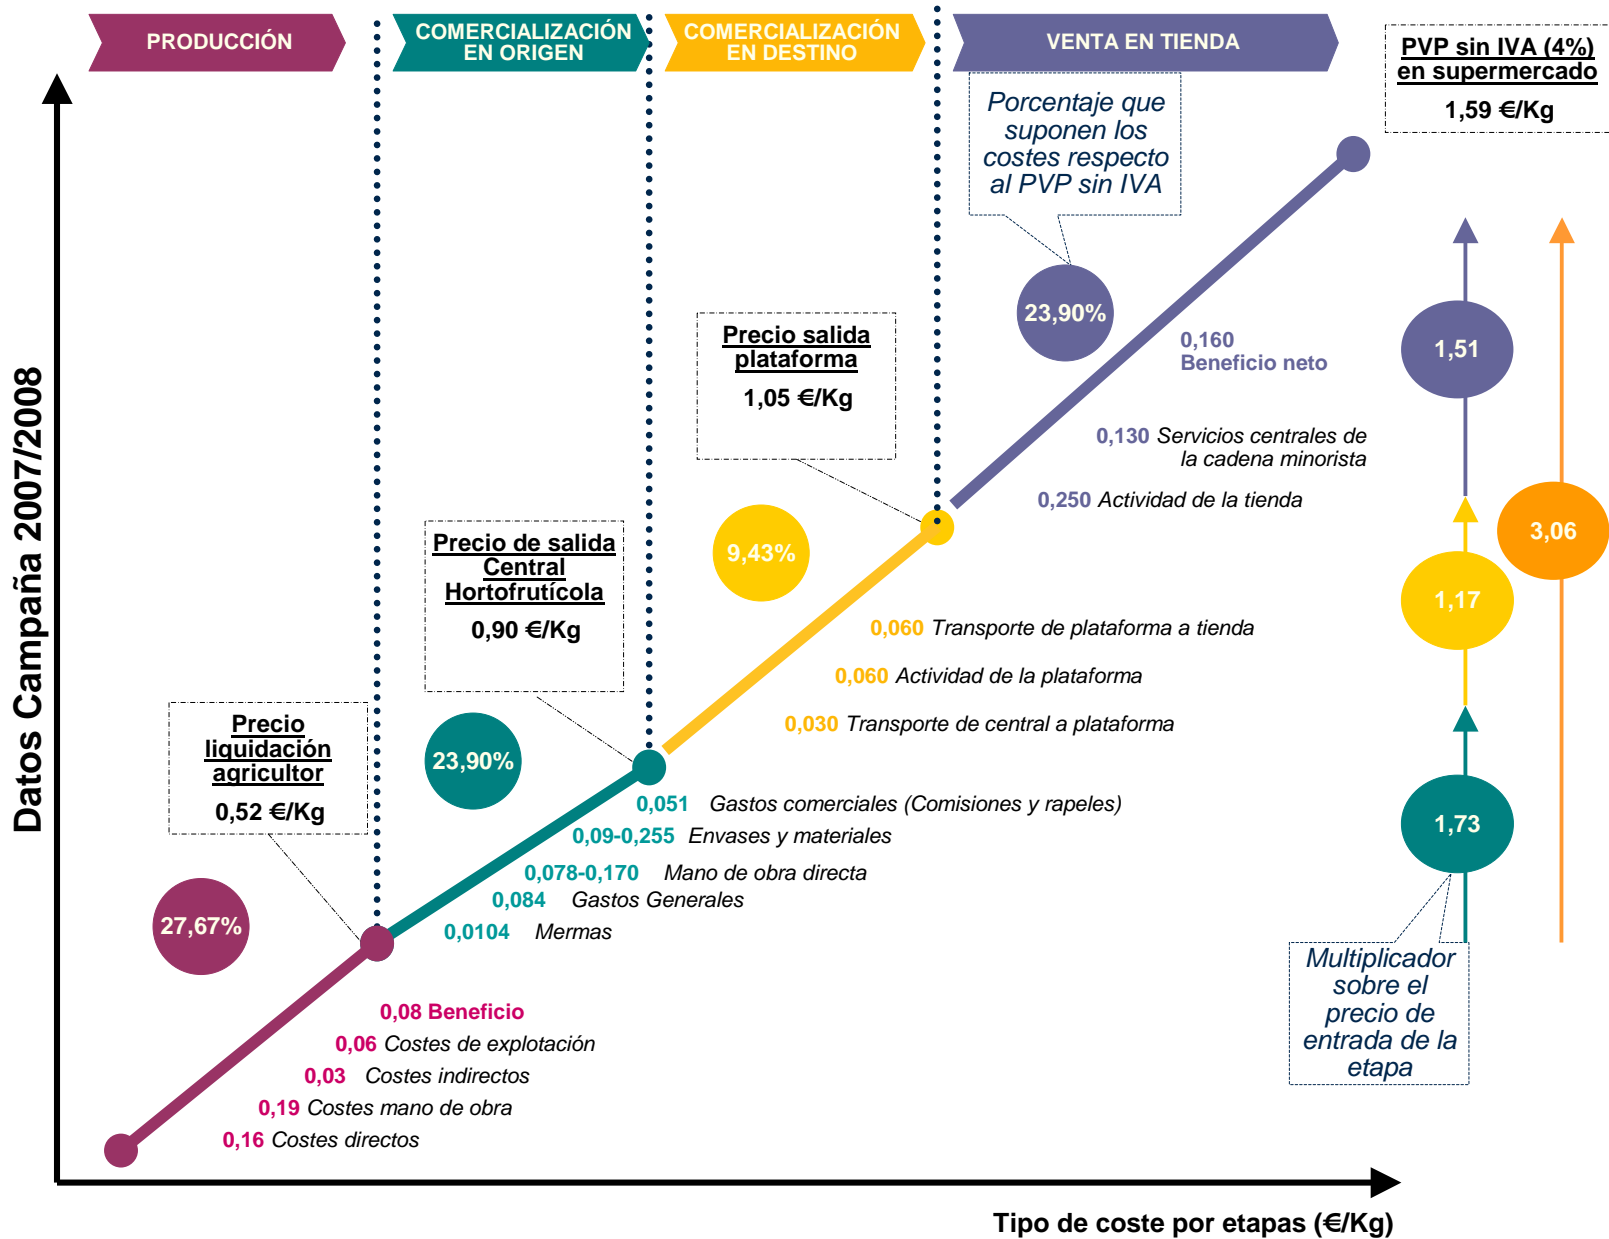 PRODUCCIÓN
COMERCIALIZACIÓN
EN ORIGEN
COMERCIALIZACIÓN
EN DESTINO
VENTA EN TIENDA
PVP sin IVA (4%)
en supermercado
1,59 €/Kg
Porcentaje que
suponen los
costes respecto
al PVP sin IVA
23,90%
0,160
Beneficio neto
0,130 Servicios centrales de
la cadena minorista
0,250 Actividad de la tienda
Precio salida
plataforma
1,05 €/Kg
9,43%
0,060 Transporte de plataforma a tienda
0,060 Actividad de la plataforma
0,030 Transporte de central a plataforma
Precio de salida
Central
Hortofrutícola
0,90 €/Kg
23,90%
0,051 Gastos comerciales (Comisiones y rapeles)
0,09-0,255 Envases y materiales
0,078-0,170 Mano de obra directa
0,084 Gastos Generales
0,0104 Mermas
Precio
liquidación
agricultor
0,52 €/Kg
27,67%
0,08 Beneficio
0,06 Costes de explotación
0,03 Costes indirectos
0,19 Costes mano de obra
0,16 Costes directos
1,51
3,06
1,17
1,73
Multiplicador
sobre el
precio de
entrada de la
etapa
Datos Campaña 2007/2008
Tipo de coste por etapas (€/Kg)